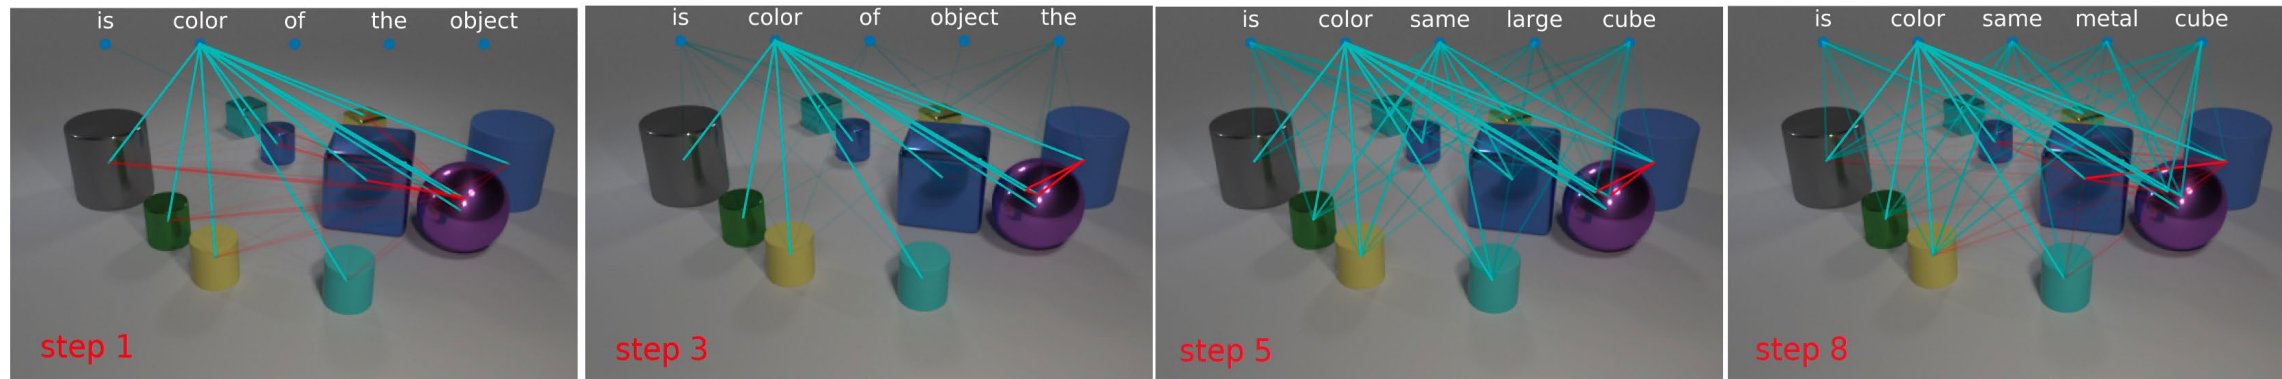 is color of the object
step 1
is color of object the
step 3
is color same large cube
step 5
is color same metal cube
step 8